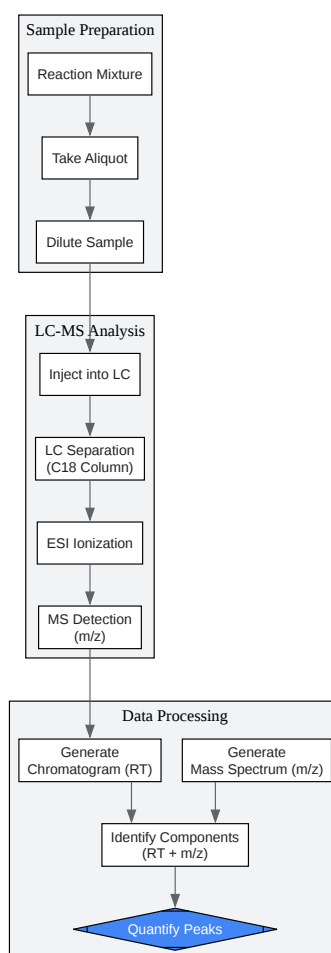 Sample Preparation
Reaction Mixture
Take Aliquot
Dilute Sample
LC-MS Analysis
Inject into LC
LC Separation
(C18 Column)
ESI Ionization
MS Detection
(m/z)
Data Processing
Generate
Chromatogram (RT)
Generate
Mass Spectrum (m/z)
Identify Components
(RT + m/z)
Quantify Peaks